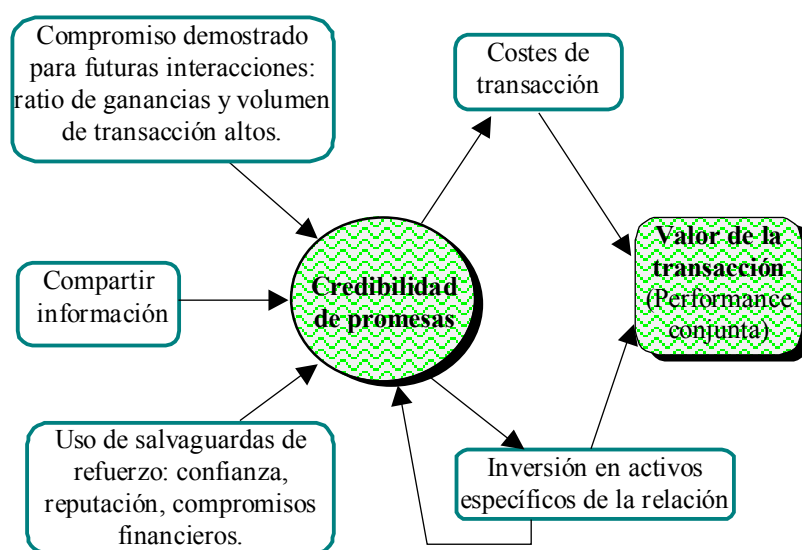 Compromiso demostrado
para futuras interacciones:
ratio de ganancias y volumen
de transacción altos.
Costes de
transacción
Compartir
información
Credibilidad
de promesas
Valor de la
transacción
(Performance
conjunta)
Uso de salvaguardas de
refuerzo: confianza,
reputación, compromisos
financieros.
Inversión en activos
específicos de la relación